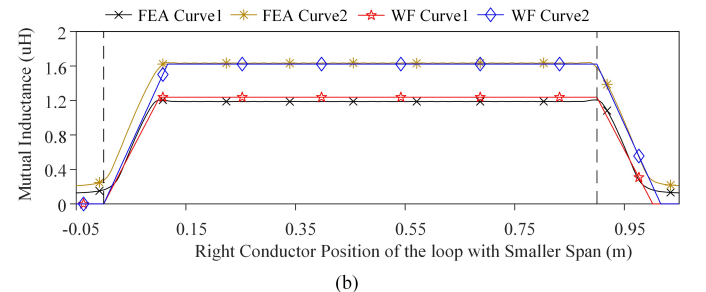 FEA Curve1 FEA Curve2 WF Curve1 WF Curve2
Mutual Inductance (uH)
2
1.6
1.2
0.8
0.4
0
-0.05 0.15 0.35 0.55 0.75 0.95
Right Conductor Position of the loop with Smaller Span (m)
(b)